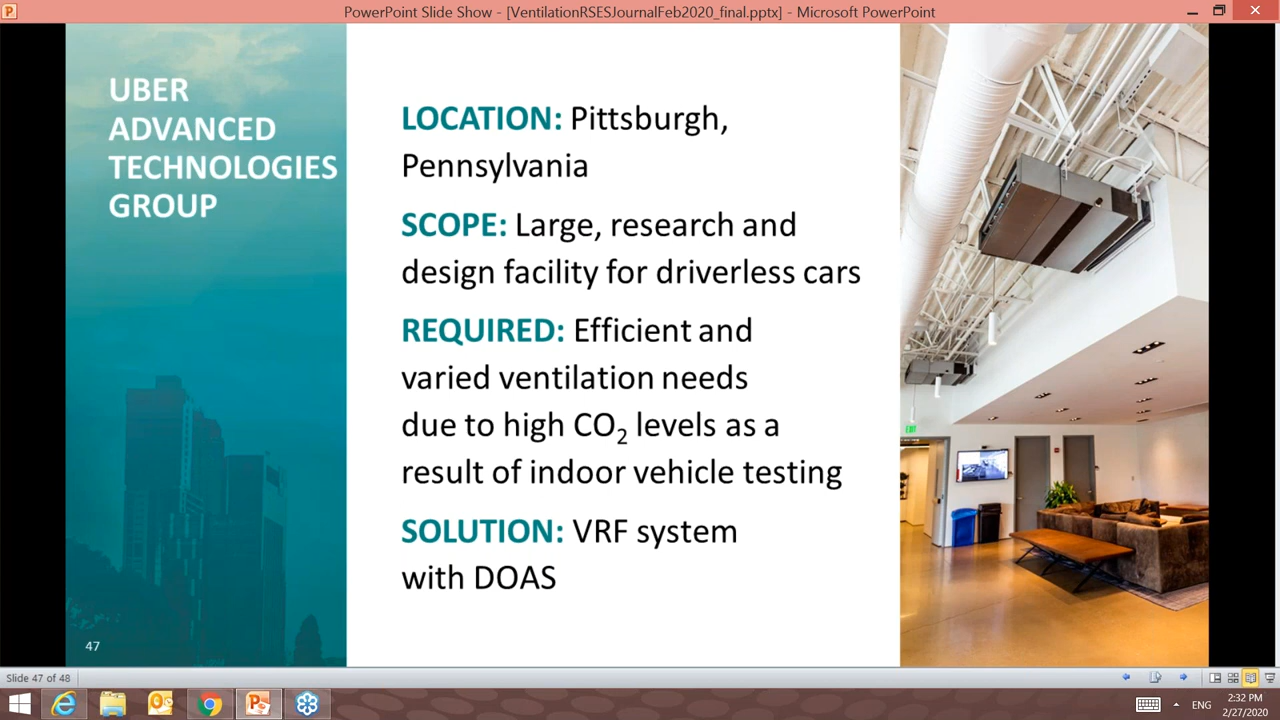 PowerPoint Slide Show - [VentilationRSESJournalFeb2020_final.pptx] - Microsoft PowerPoint
UBER
ADVANCED
TECHNOLOGIES
GROUP
LOCATION: Pittsburgh,
Pennsylvania
SCOPE: Large, research and
design facility for driverless cars
REQUIRED: Efficient and
varied ventilation needs
due to high CO₂ levels as a
result of indoor vehicle testing
SOLUTION: VRF system
with DOAS
EXIT
47
Slide 47 of 48
ENG
2:32 PM
2/27/2020